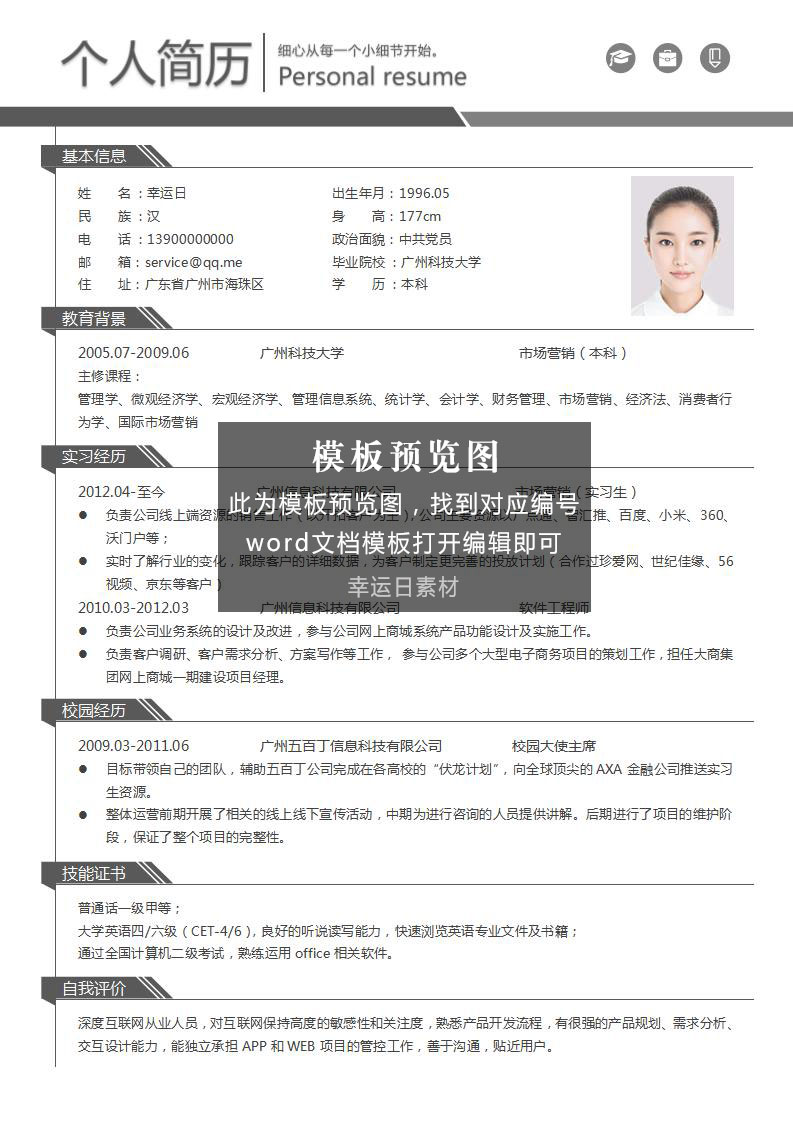 个人简历
细心从每一个小细节开始。
Personal resume
基本信息
姓 名：幸运日 出生年月：1996.05
民 族：汉 身 高：177cm
电 话：13900000000 政治面貌：中共党员
邮 箱：service@qq.me 毕业院校：广州科技大学
住 址：广东省广州市海珠区 学 历：本科
教育背景
2005.07-2009.06 广州科技大学 市场营销（本科）
主修课程：
管理学、微观经济学、宏观经济学、管理信息系统、统计学、会计学、财务管理、市场营销、经济法、消费者行
为学、国际市场营销
模板预览图
实习经历
2012.04-至今 广州信息科技有限公司 市场营销（实习生）
此为模板预览图，找到对应编号
● 负责公司线上端资源的销售工作（以开拓客户为主），公司主要资源以广点通、智汇推、百度、小米、360、
沃门户等；
word文档模板打开编辑即可
● 实时了解行业的变化，跟踪客户的详细数据，为客户制定更完善的投放计划（合作过珍爱网、世纪佳缘、56
视频、京东等客户）
幸运日素材
2010.03-2012.03 广州信息科技有限公司 软件工程师
● 负责公司业务系统的设计及改进，参与公司网上商城系统产品功能设计及实施工作。
● 负责客户调研、客户需求分析、方案写作等工作， 参与公司多个大型电子商务项目的策划工作，担任大商集
团网上商城一期建设项目经理。
校园经历
2009.03-2011.06 广州五百丁信息科技有限公司 校园大使主席
● 目标带领自己的团队，辅助五百丁公司完成在各高校的“伏龙计划”，向全球顶尖的 AXA 金融公司推送实习
生资源。
● 整体运营前期开展了相关的线上线下宣传活动，中期为进行咨询的人员提供讲解。后期进行了项目的维护阶
段，保证了整个项目的完整性。
技能证书
普通话一级甲等；
大学英语四/六级（CET-4/6），良好的听说读写能力，快速浏览英语专业文件及书籍；
通过全国计算机二级考试，熟练运用 office 相关软件。
自我评价
深度互联网从业人员，对互联网保持高度的敏感性和关注度，熟悉产品开发流程，有很强的产品规划、需求分析、
交互设计能力，能独立承担 APP 和 WEB 项目的管控工作，善于沟通，贴近用户。